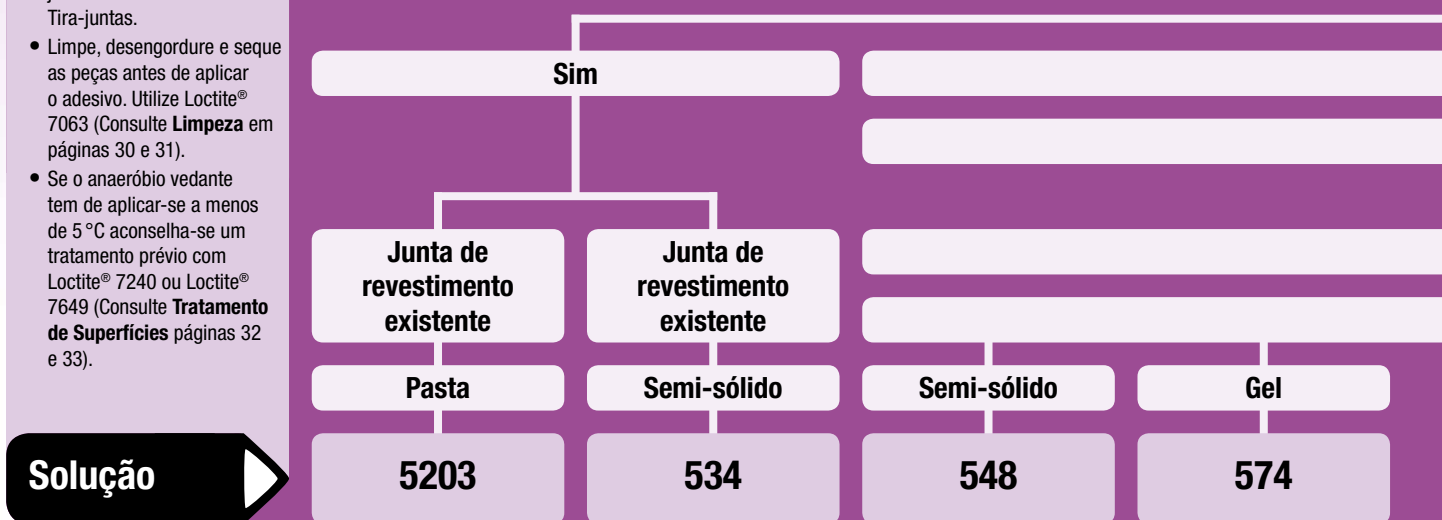 Tira-juntas.
• Limpe, desengordure e seque
as peças antes de aplicar
o adesivo. Utilize Loctite®
7063 (Consulte Limpeza em
páginas 30 e 31).
• Se o anaeróbio vedante
tem de aplicar-se a menos
de 5 °C aconselha-se um
tratamento prévio com
Loctite® 7240 ou Loctite®
7649 (Consulte Tratamento
de Superfícies páginas 32
e 33).
Solução
Sim
Junta de
revestimento
existente
Junta de
revestimento
existente
Pasta
Semi-sólido
Semi-sólido
Gel
5203
534
548
574